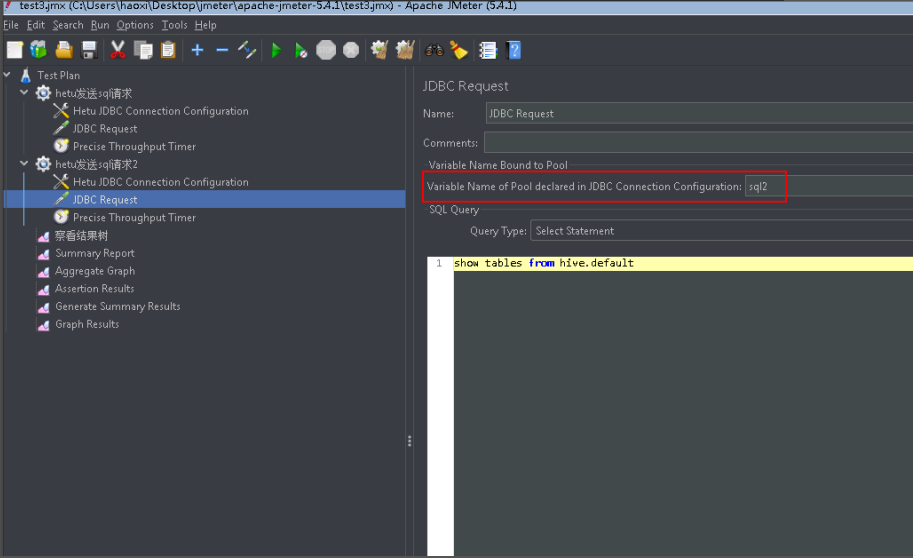 test3.jmx (C:\Users\haoxi\Desktop\jmeter\apache-jmeter-5.4.1\test3.jmx) - Apache JMeter (5.4.1)
File Edit Search Run Options Tools Help
Test Plan
hetu发送sql请求
Hetu JDBC Connection Configuration
JDBC Request
Precise Throughput Timer
hetu发送sql请求2
Hetu JDBC Connection Configuration
JDBC Request
Precise Throughput Timer
察看结果树
Summary Report
Aggregate Graph
Assertion Results
Generate Summary Results
Graph Results
JDBC Request
Name: JDBC Request
Comments:
Variable Name Bound to Pool
Variable Name of Pool declared in JDBC Connection Configuration: sql2
SQL Query
Query Type: Select Statement
1 show tables from hive.default